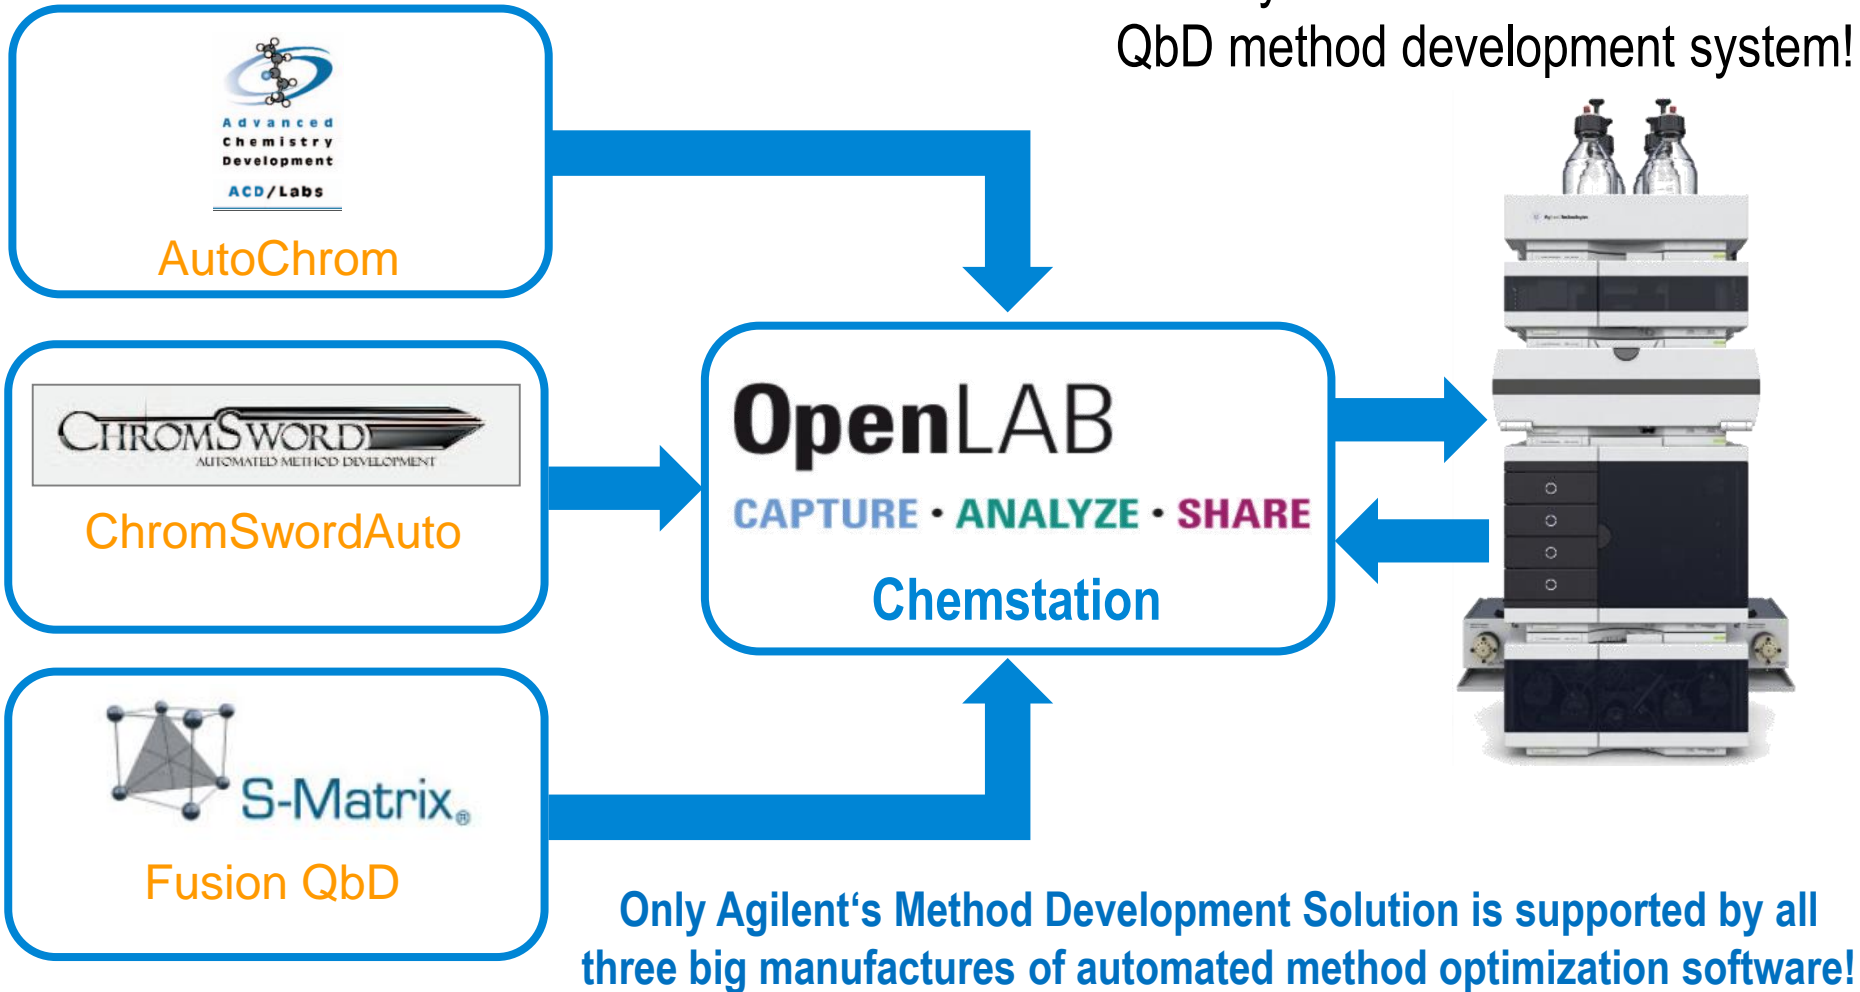 QbD method development system!
Advanced
Chemistry
Development
ACD/Labs
AutoChrom
Agilent Technologies
CHROMSWORD
AUTOMATED METHOD DEVELOPMENT
ChromSwordAuto
OpenLAB
CAPTURE · ANALYZE · SHARE
Chemstation
S-Matrix®
Fusion QbD
Only Agilent‘s Method Development Solution is supported by all
three big manufactures of automated method optimization software!